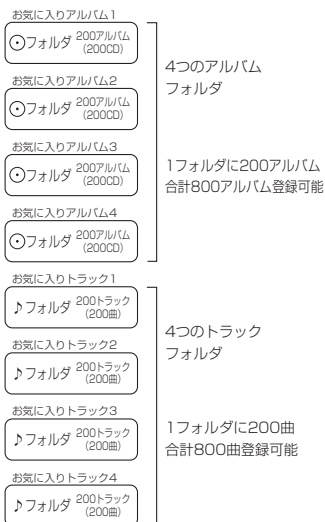 お気に入りアルバム1
フォルダ 200アルバム
(200CD)
お気に入りアルバム2
フォルダ 200アルバム
(200CD)
お気に入りアルバム3
フォルダ 200アルバム
(200CD)
お気に入りアルバム4
フォルダ 200アルバム
(200CD)
4つのアルバム
フォルダ
1フォルダに200アルバム
合計800アルバム登録可能
お気に入りトラック1
♪フォルダ 200トラック
(200曲)
お気に入りトラック2
♪フォルダ 200トラック
(200曲)
お気に入りトラック3
♪フォルダ 200トラック
(200曲)
お気に入りトラック4
♪フォルダ 200トラック
(200曲)
4つのトラック
フォルダ
1フォルダに200曲
合計800曲登録可能